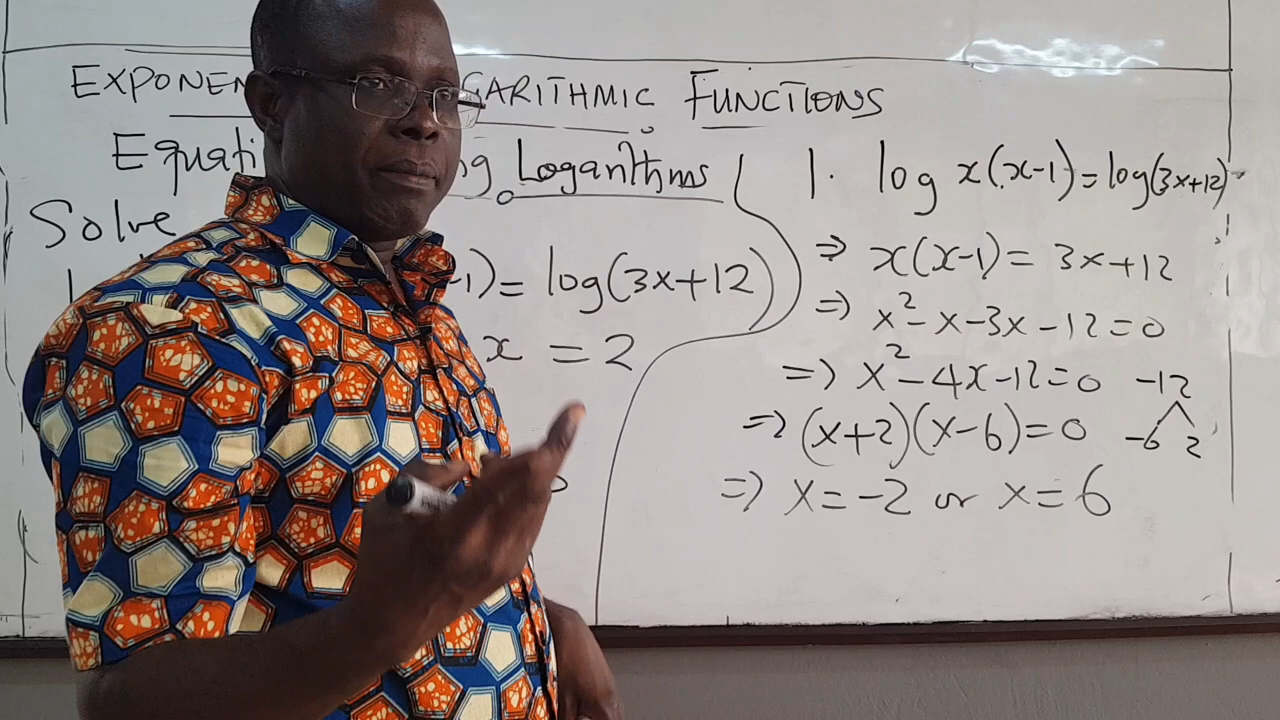 EXPONEN GARITHMIC FUNCTIONS
Equati ng Logarithms
Solve
-1) = log(3x+12)
x = 2
1. log x(x-1) = log(3x+12)
⇒ x(x-1) = 3x+12
⇒ x² - x - 3x - 12 = 0
⇒ x² - 4x - 12 = 0 -12
⇒ (x+2)(x-6) = 0 -6 2
⇒ x = -2 or x = 6